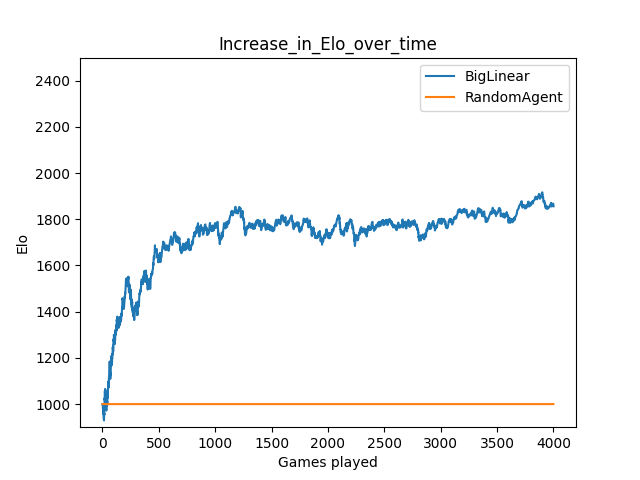 Increase_in_Elo_over_time
BigLinear
RandomAgent
2400
2200
2000
1800
1600
1400
1200
1000
Elo
0 500 1000 1500 2000 2500 3000 3500 4000
Games played